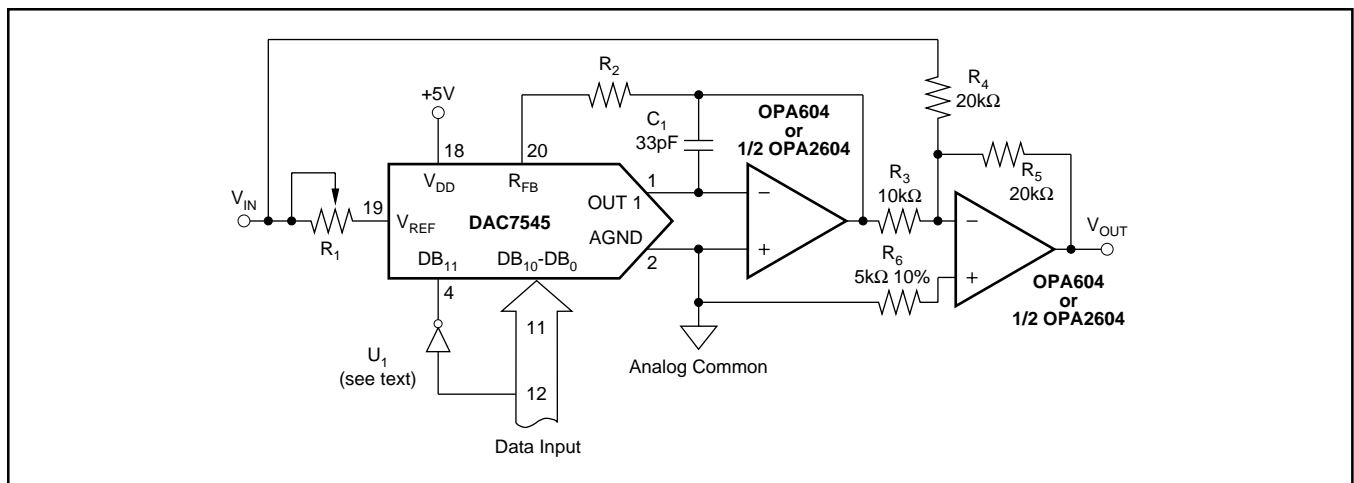 R2
R4
20kΩ
+5V
C1
33pF
OPA604
or
1/2 OPA2604
18
20
VDD
RFB
1
R5
20kΩ
R3
10kΩ
VIN
19
VREF
DAC7545
OUT 1
−
−
R1
AGND
+
VOUT
DB11
DB10-DB0
2
R6
5kΩ 10%
+
4
OPA604
or
1/2 OPA2604
11
U1
(see text)
Analog Common
12
Data Input